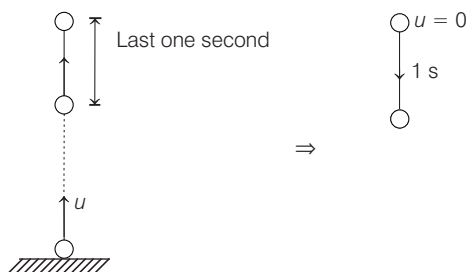 u = 0
Last one second
1 s
⇒
u